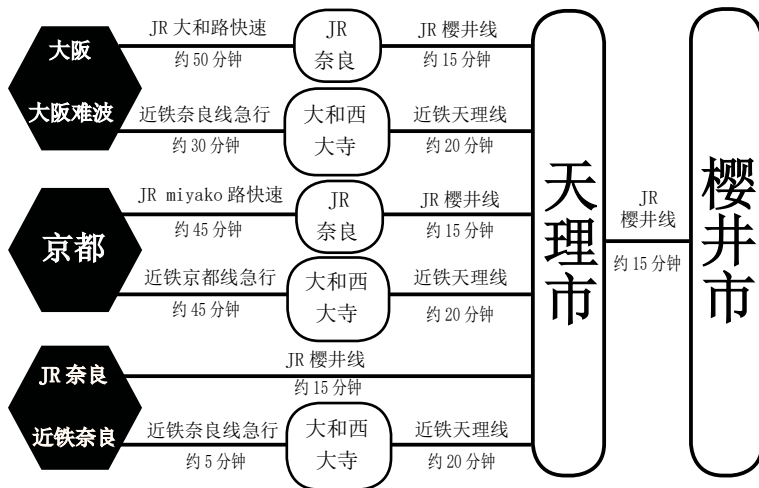 大阪
大阪难波
JR 大和路快速
约 50 分钟
JR
奈良
JR 樱井线
约 15 分钟
近铁奈良线急行
约 30 分钟
大和西
大寺
近铁天理线
约 20 分钟
京都
JR miyako 路快速
约 45 分钟
JR
奈良
JR 樱井线
约 15 分钟
近铁京都线急行
约 45 分钟
大和西
大寺
近铁天理线
约 20 分钟
JR 奈良
近铁奈良
JR 樱井线
约 15 分钟
近铁奈良线急行
约 5 分钟
大和西
大寺
近铁天理线
约 20 分钟
天理市
JR
樱井线
约 15 分钟
樱井市